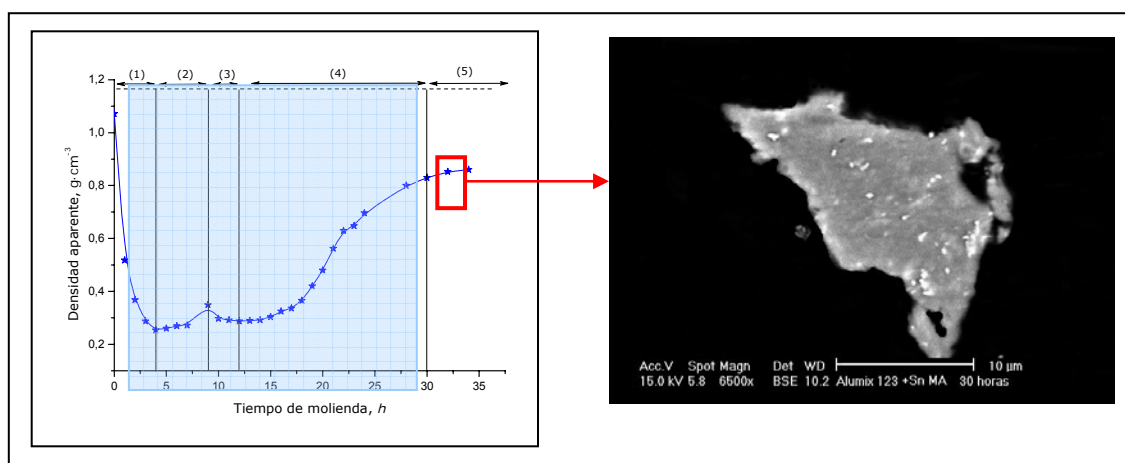 (1) (2) (3) (4) (5)
1,2
1,0
0,8
0,6
0,4
0,2
Densidad aparente, g·cm⁻³
0 5 10 15 20 25 30 35
Tiempo de molienda, h
10 µm
Acc.V Spot Magn Det WD
15.0 kV 5.8 6500x BSE 10.2 Alumix 123 +Sn MA 30 horas